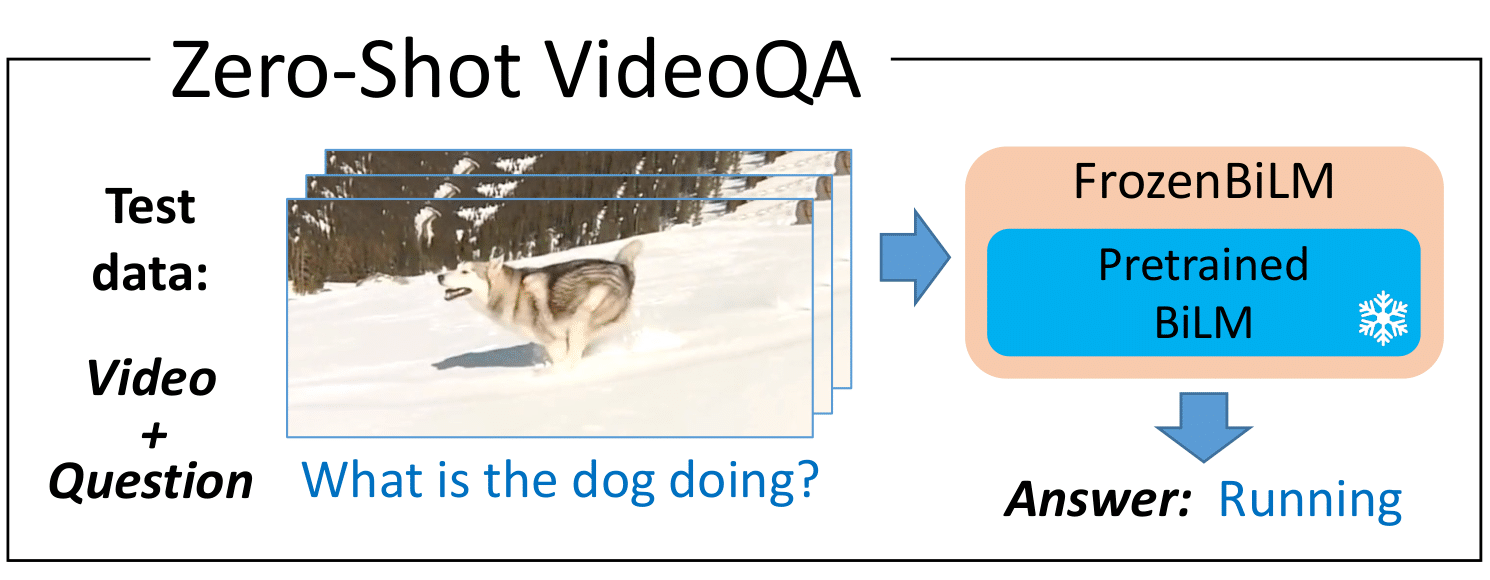 Zero-Shot VideoQA
Test
data:
Video
+
Question
What is the dog doing?
FrozenBiLM
Pretrained
BiLM
Answer: Running